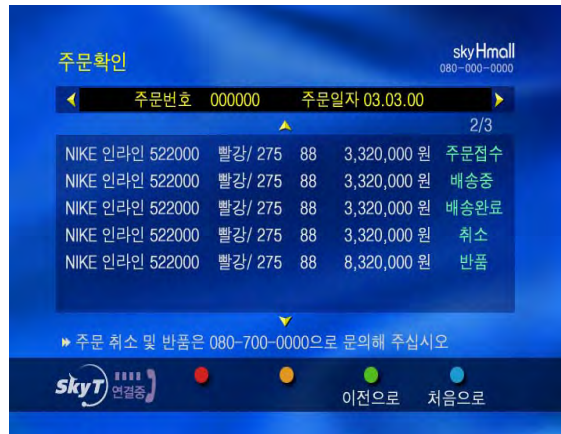 주문확인
sky Hmall
080-000-0000
주문번호 000000 주문일자 03.03.00
2/3
NIKE 인라인 522000 빨강/ 275 88 3,320,000 원 주문접수
NIKE 인라인 522000 빨강/ 275 88 3,320,000 원 배송중
NIKE 인라인 522000 빨강/ 275 88 3,320,000 원 배송완료
NIKE 인라인 522000 빨강/ 275 88 3,320,000 원 취소
NIKE 인라인 522000 빨강/ 275 88 8,320,000 원 반품
주문 취소 및 반품은 080-700-0000으로 문의해 주십시오
SkyT 연결중
이전으로 처음으로